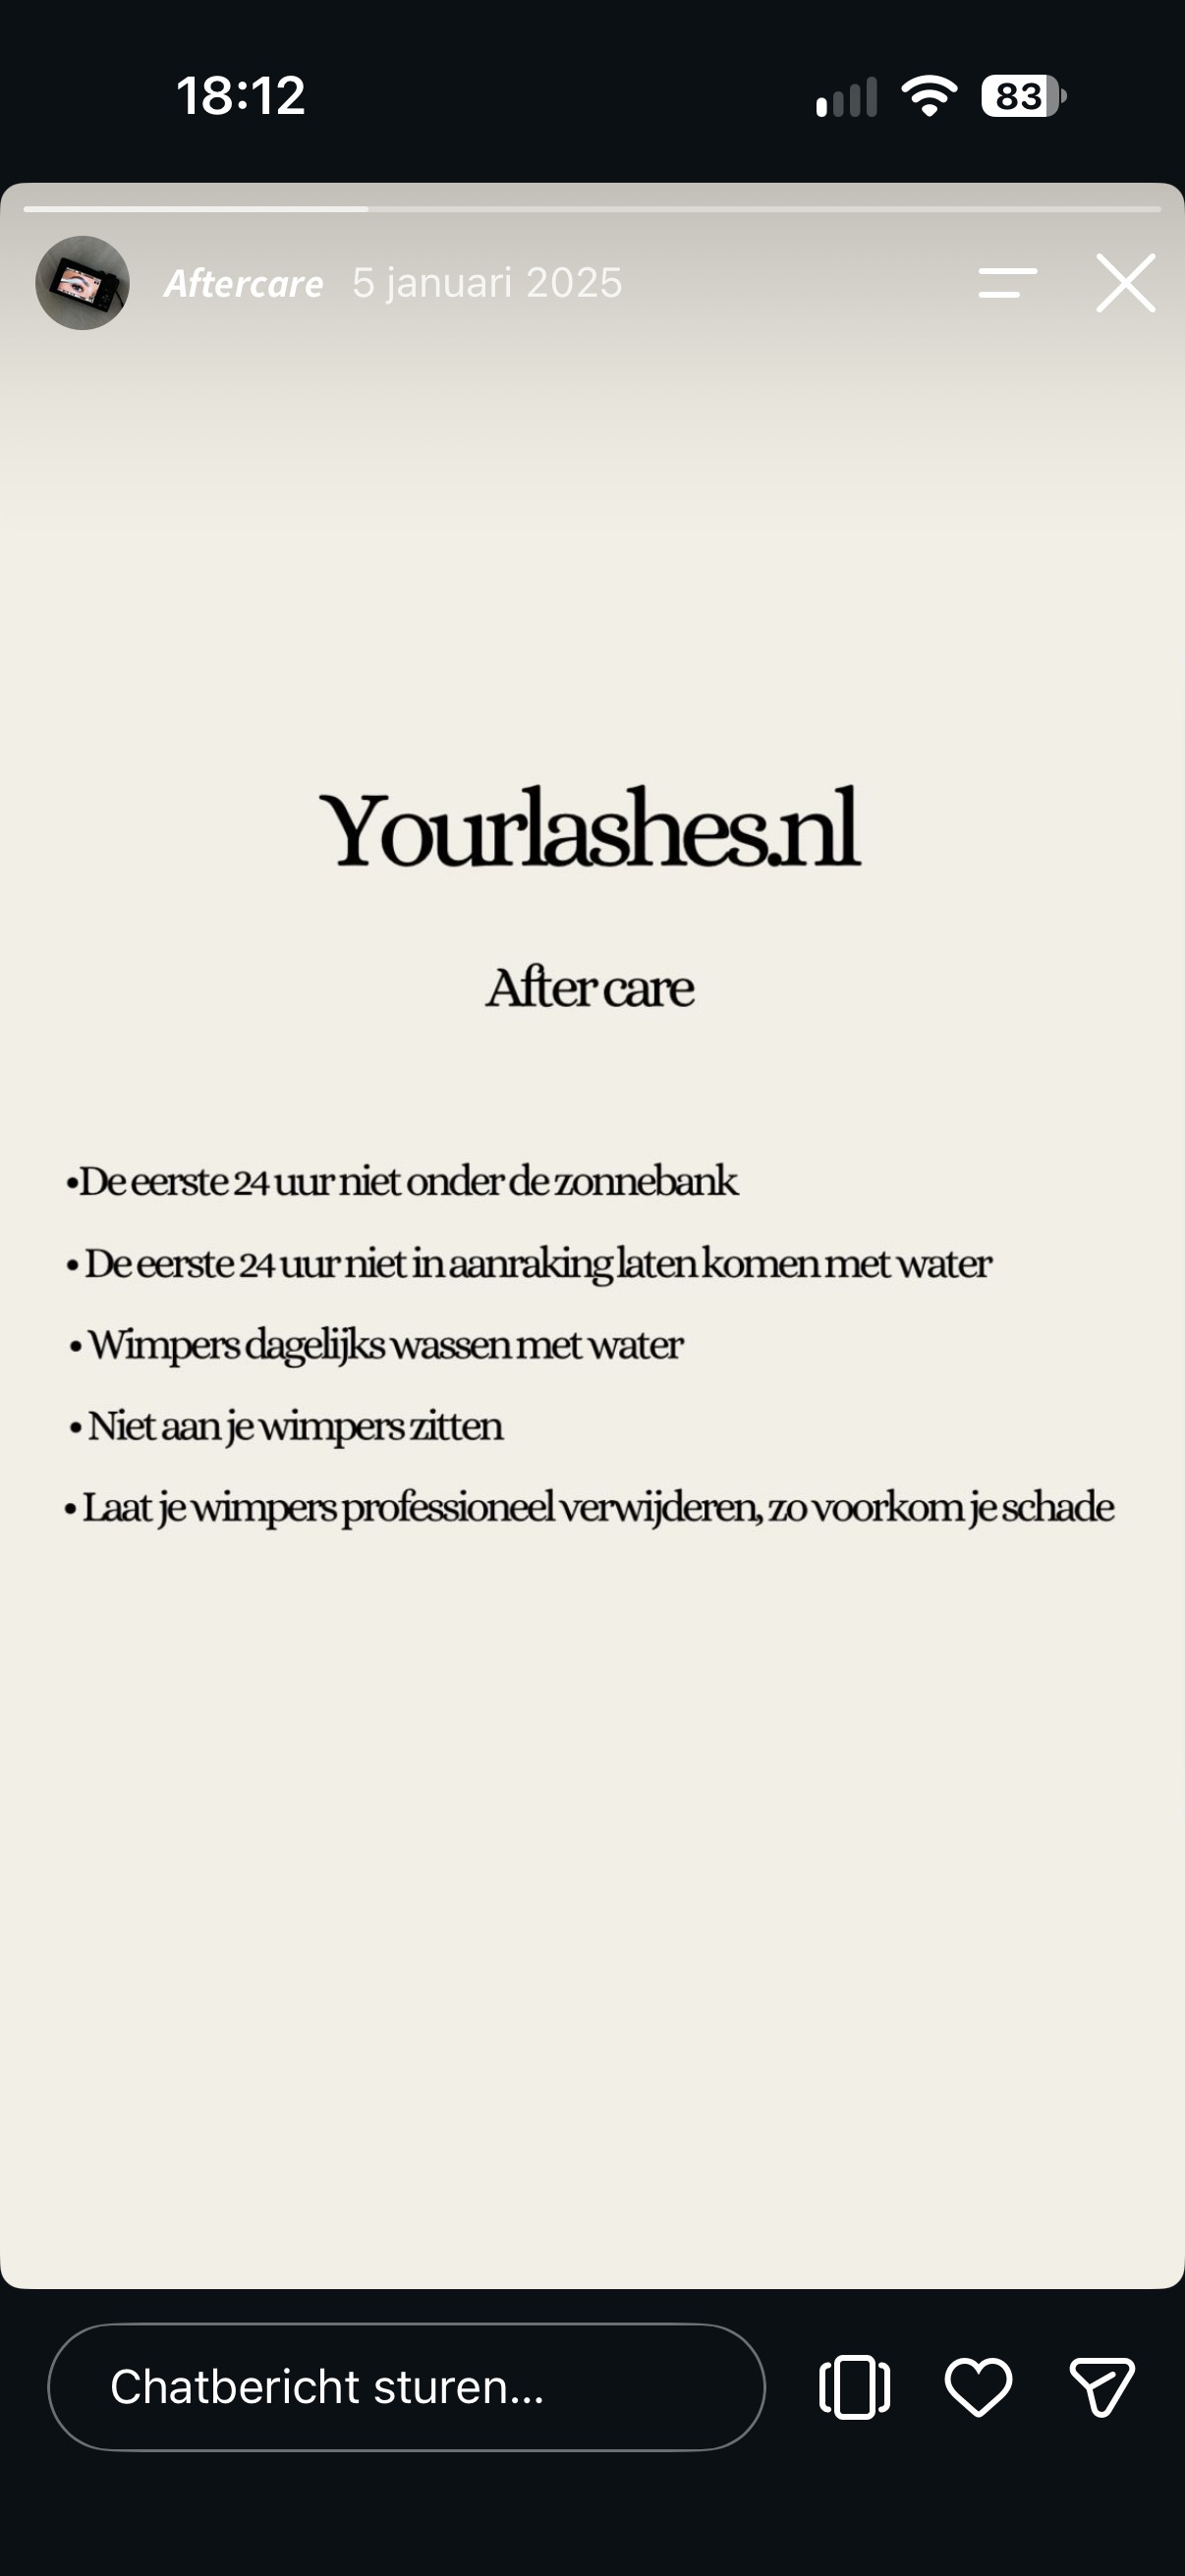 18:12
83
Aftercare 5 januari 2025
Yourlashes.nl
After care
•De eerste 24 uur niet onder de zonnebank
• De eerste 24 uur niet in aanraking laten komen met water
• Wimpers dagelijks wassen met water
• Niet aan je wimpers zitten
• Laat je wimpers professioneel verwijderen, zo voorkom je schade
Chatbericht sturen...